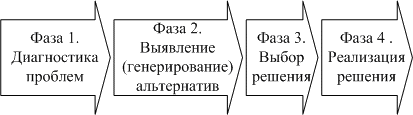 Фаза 1.
Диагностика
проблем
Фаза 2.
Выявление
(генерирование)
альтернатив
Фаза 3.
Выбор
решения
Фаза 4 .
Реализация
решения